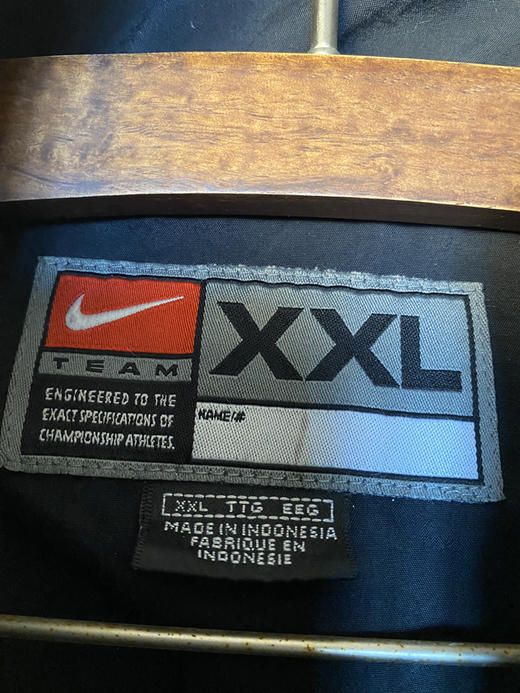 TEAM
XXL
ENGINEERED TO THE
EXACT SPECIFICATIONS OF
CHAMPIONSHIP ATHLETES.
NAME/#
XXL TTG EEG
MADE IN INDONESIA
FABRIQUE EN
INDONESIE